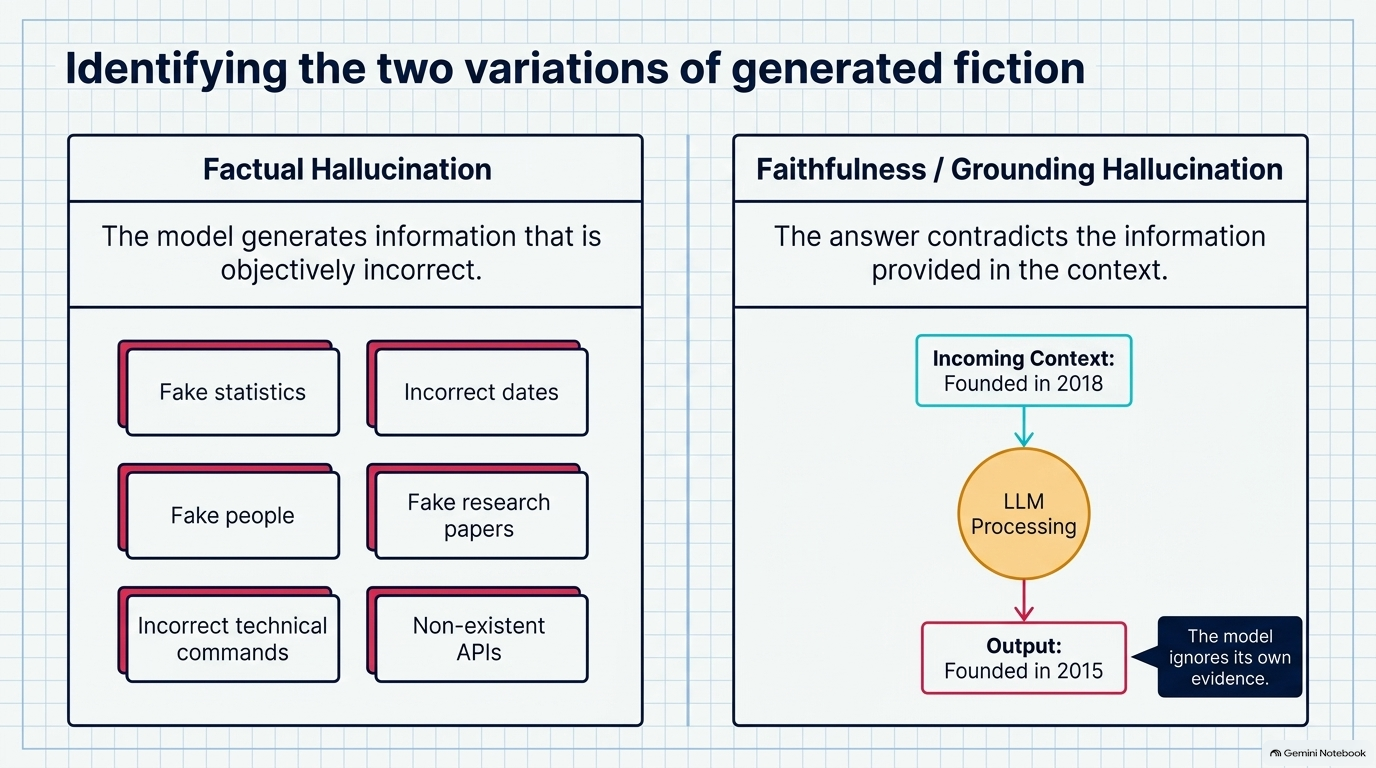 Identifying the two variations of generated fiction
Factual Hallucination
The model generates information that is
objectively incorrect.
Fake statistics
Incorrect dates
Fake people
Fake research
papers
Incorrect technical
commands
Non-existent
APIs
Faithfulness / Grounding Hallucination
The answer contradicts the information
provided in the context.
Incoming Context:
Founded in 2018
LLM
Processing
Output:
Founded in 2015
The model
ignores its own
evidence.
Gemini Notebook